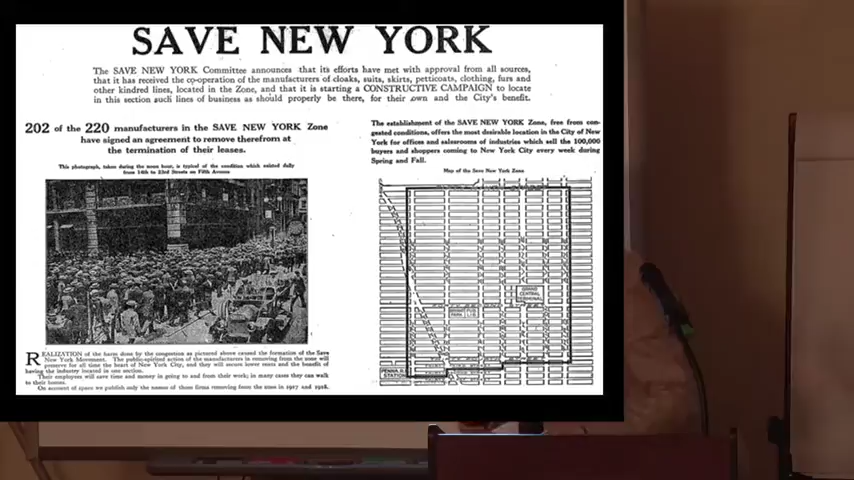 SAVE NEW YORK
The SAVE NEW YORK Committee announces that its efforts have met with approval from all sources,
that it has received the co-operation of the manufacturers of cloaks, suits, skirts, petticoats, clothing, furs and
other kindred lines, located in the Zone, and that it is starting a CONSTRUCTIVE CAMPAIGN to locate
in this section such lines of business as should properly be there, for their own and the City's benefit.
202 of the 220 manufacturers in the SAVE NEW YORK Zone
have signed an agreement to remove therefrom at
the termination of their leases.
This photograph, taken during the noon hour, is typical of the condition which existed daily
from 14th to 23rd Streets on Fifth Avenue
REALIZATION of the harm done by the congestion as pictured above caused the formation of the Save
New York Movement. The public-spirited action of the manufacturers in removing from the zone will
preserve for all time the heart of New York City, and they will secure lower rents and the benefit of
having the industry located in one section.
Their employees will save time and money in going to and from their work; in many cases they can walk
to their homes.
On account of space we publish only the names of those firms removing from the zone in 1917 and 1918.
The establishment of the SAVE NEW YORK Zone, free from con-
gested conditions, offers the most desirable location in the City of New
York for offices and salesrooms of industries which sell the 100,000
buyers and shoppers coming to New York City every week during
Spring and Fall.
Map of the Save New York Zone
GRAND
CENTRAL
TERMINAL
BRYANT
PARK
PUB.
LIB.
PENNA. R.
STATION